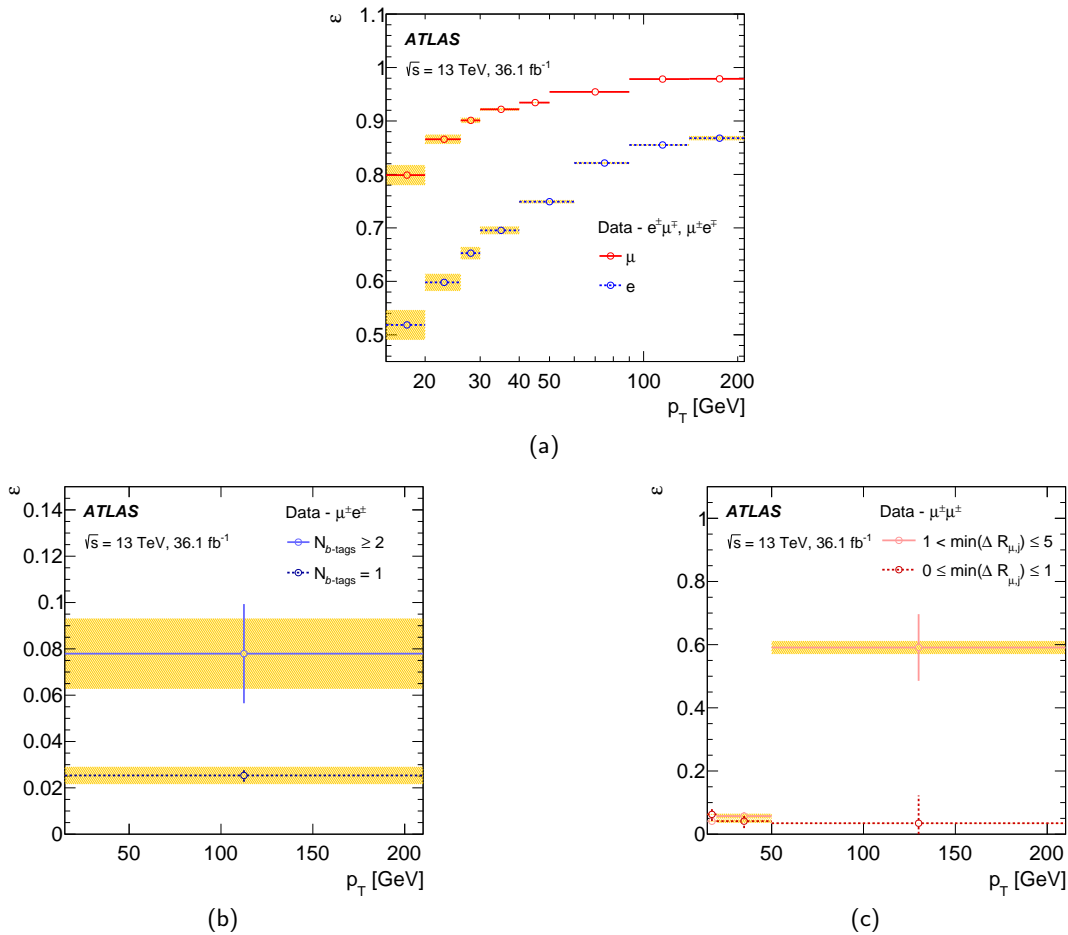 ε
1.1
ATLAS
√s = 13 TeV, 36.1 fb⁻¹
1
0.9
0.8
0.7
Data - e±μ∓, μ±e∓
μ
0.6
e
0.5
20 30 40 50 100 200
p_T [GeV]
(a)
ε
0.14
ATLAS
Data - μ±e±
√s = 13 TeV, 36.1 fb⁻¹
N_b-tags ≥ 2
0.12
N_b-tags = 1
0.1
0.08
0.06
0.04
0.02
0
50 100 150 200
p_T [GeV]
(b)
ε
1
ATLAS
Data - μ±μ±
√s = 13 TeV, 36.1 fb⁻¹
1 < min(Δ R_μ,j) ≤ 5
0 ≤ min(Δ R_μ,j) ≤ 1
0.8
0.6
0.4
0.2
0
50 100 150 200
p_T [GeV]
(c)